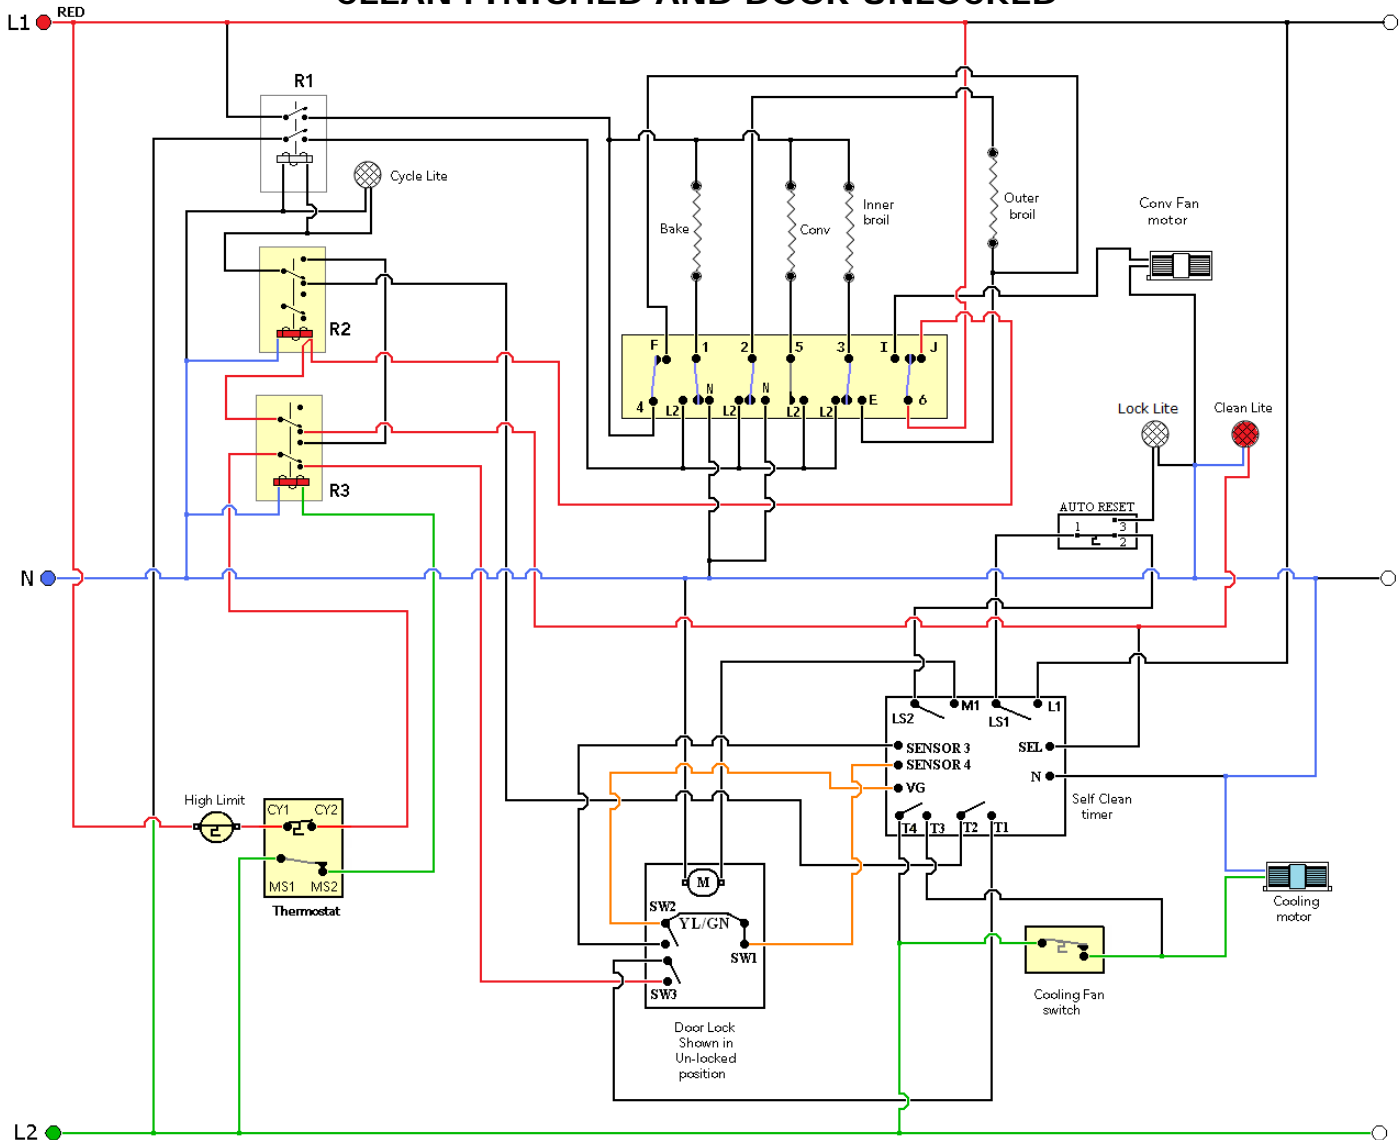 CLEAN FINISHED AND DOOR UNLOCKED
L1
RED
R1
Cycle Lite
Bake
Conv
Inner
broil
Outer
broil
Conv Fan
motor
R2
F
1
2
5
3
I
J
4
L2
N
L2
N
L2
L2
E
6
R3
Lock Lite
Clean Lite
AUTO RESET
1
3
2
N
LS2
M1
LS1
L1
SENSOR 3
SENSOR 4
VG
SEL
N
T4
T3
T2
T1
Self Clean
timer
High Limit
CY1
CY2
MS1
MS2
Thermostat
M
SW2
YL/GN
SW1
SW3
Door Lock
Shown in
Un-locked
position
Cooling
motor
Cooling Fan
switch
L2